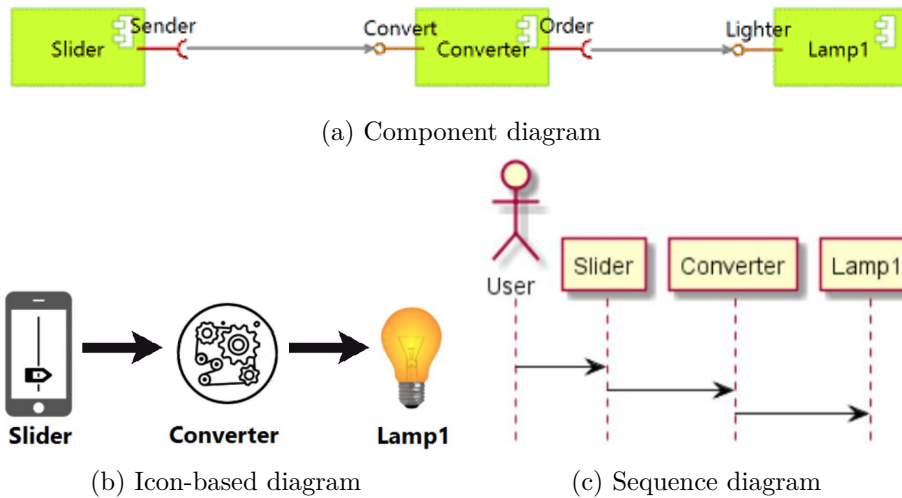 Sender
Convert
Order
Lighter
Slider
Converter
Lamp1
(a) Component diagram
Slider
Converter
Lamp1
(b) Icon-based diagram
User
Slider
Converter
Lamp1
(c) Sequence diagram